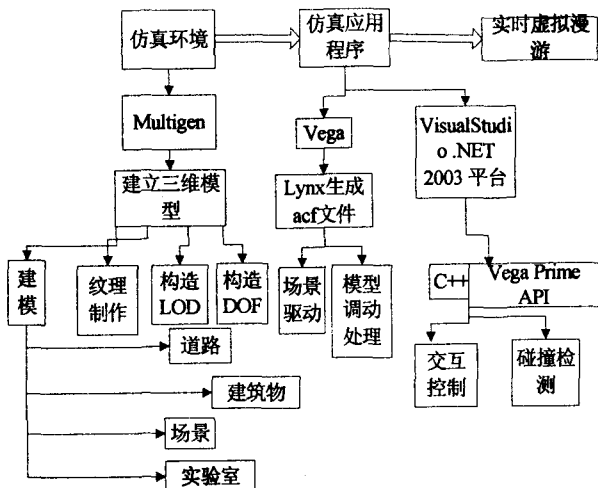 仿真环境
仿真应用
程序
实时虚拟漫
游
Multigen
Vega
VisualStudi
o .NET
2003 平台
建立三维模
型
Lynx生成
acf文件
建
模
纹理
制作
构造
LOD
构造
DOF
场景
驱动
模型
调动
处理
C++
Vega Prime
API
道路
建筑物
场景
实验室
交互
控制
碰撞检
测